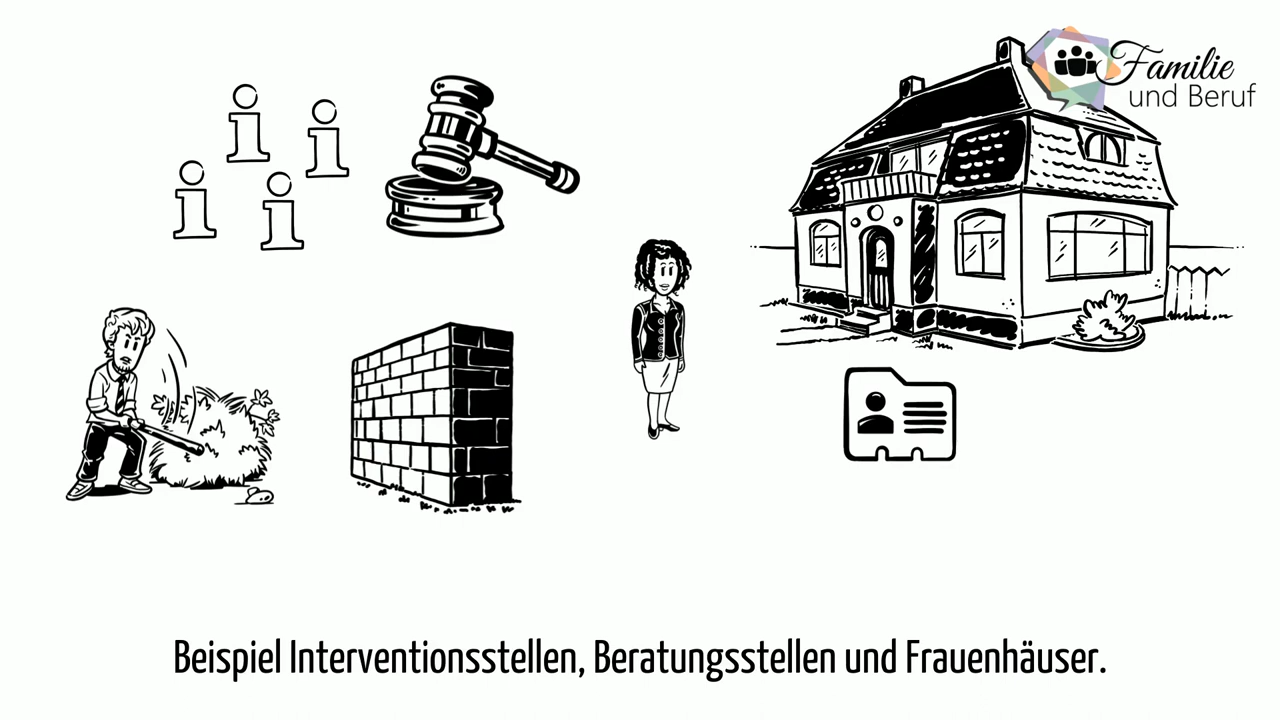 Familie
und Beruf
i i
i i
Beispiel Interventionsstellen, Beratungsstellen und Frauenhäuser.